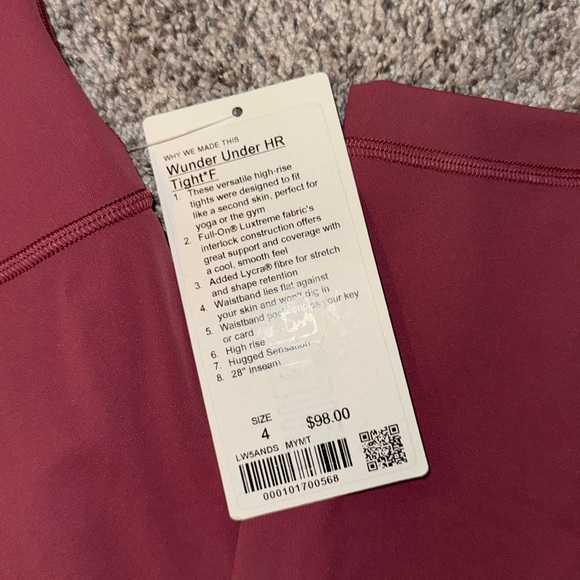 WHY WE MADE THIS
Wunder Under HR
Tight*F
1. These versatile high-rise
tights were designed to fit
like a second skin, perfect for
yoga or the gym
2. Full-On® Luxtreme fabric's
interlock construction offers
great support and coverage with
a cool, smooth feel
3. Added Lycra® fibre for stretch
and shape retention
4. Waistband lies flat against
your skin and won't dig in
5. Waistband pocket holds your key
or card
6. High rise
7. Hugged Sensation
8. 28" inseam
SIZE
4 $98.00
LW5ANDS MYMT
000101700568